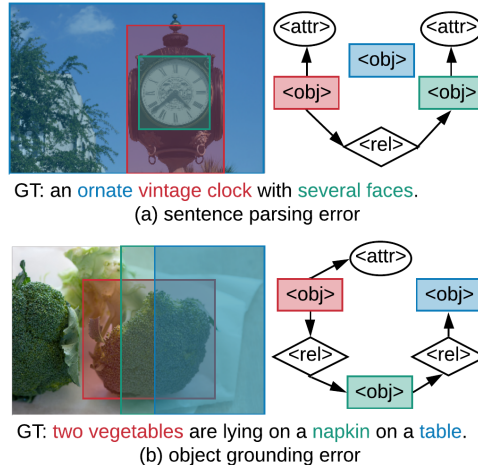 <attr> <attr>
<obj>
<obj> <obj>
<rel>
GT: an ornate vintage clock with several faces.
(a) sentence parsing error
<attr>
<obj> <obj>
<rel> <rel>
<obj>
GT: two vegetables are lying on a napkin on a table.
(b) object grounding error